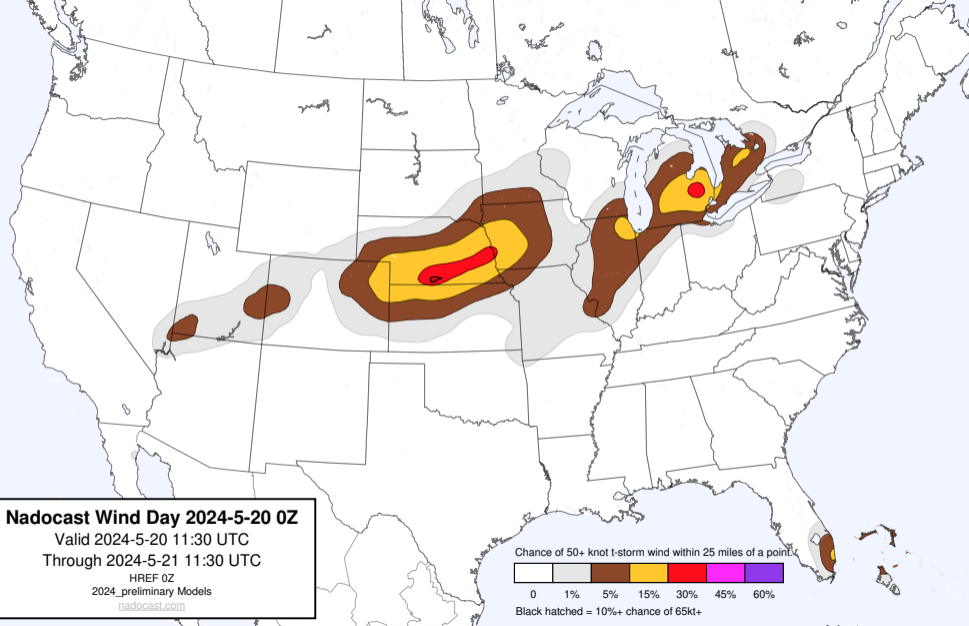 Nadocast Wind Day 2024-5-20 0Z
Valid 2024-5-20 11:30 UTC
Through 2024-5-21 11:30 UTC
HREF 0Z
2024_preliminary Models
nadocast.com
Chance of 50+ knot t-storm wind within 25 miles of a point.
0 1% 5% 15% 30% 45% 60%
Black hatched = 10%+ chance of 65kt+